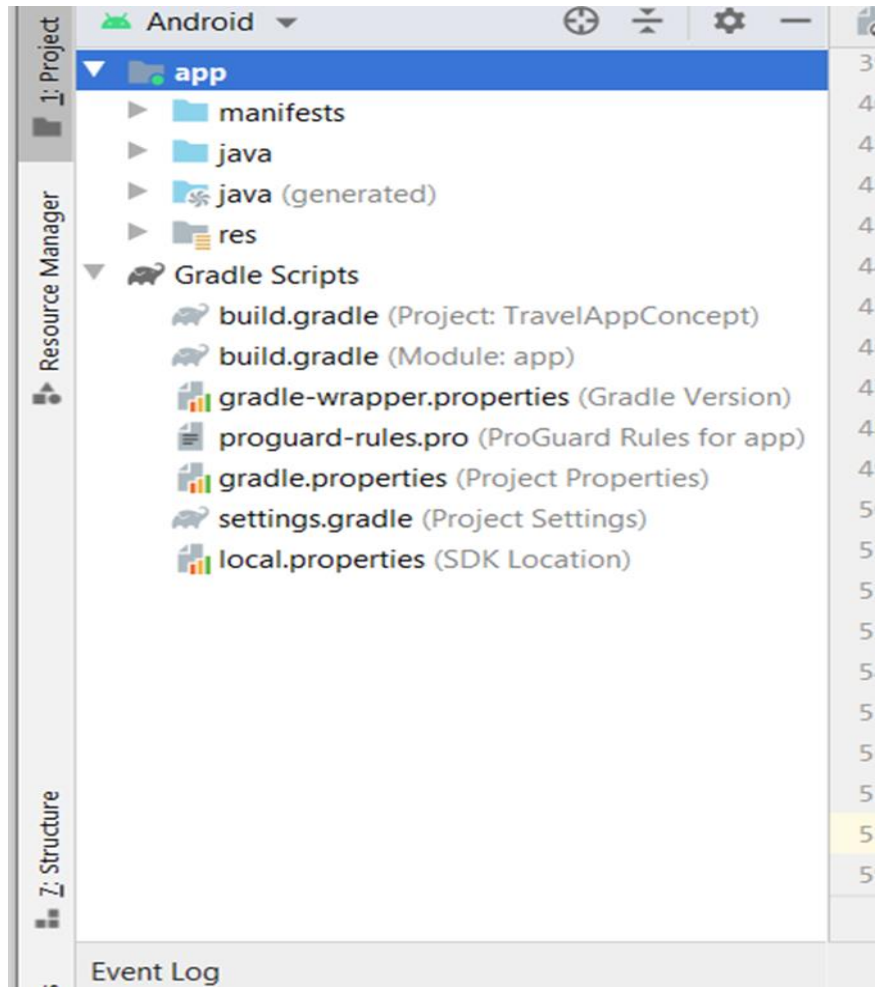 1: Project
Resource Manager
7: Structure
Android
app
manifests
java
java (generated)
res
Gradle Scripts
build.gradle (Project: TravelAppConcept)
build.gradle (Module: app)
gradle-wrapper.properties (Gradle Version)
proguard-rules.pro (ProGuard Rules for app)
gradle.properties (Project Properties)
settings.gradle (Project Settings)
local.properties (SDK Location)
Event Log